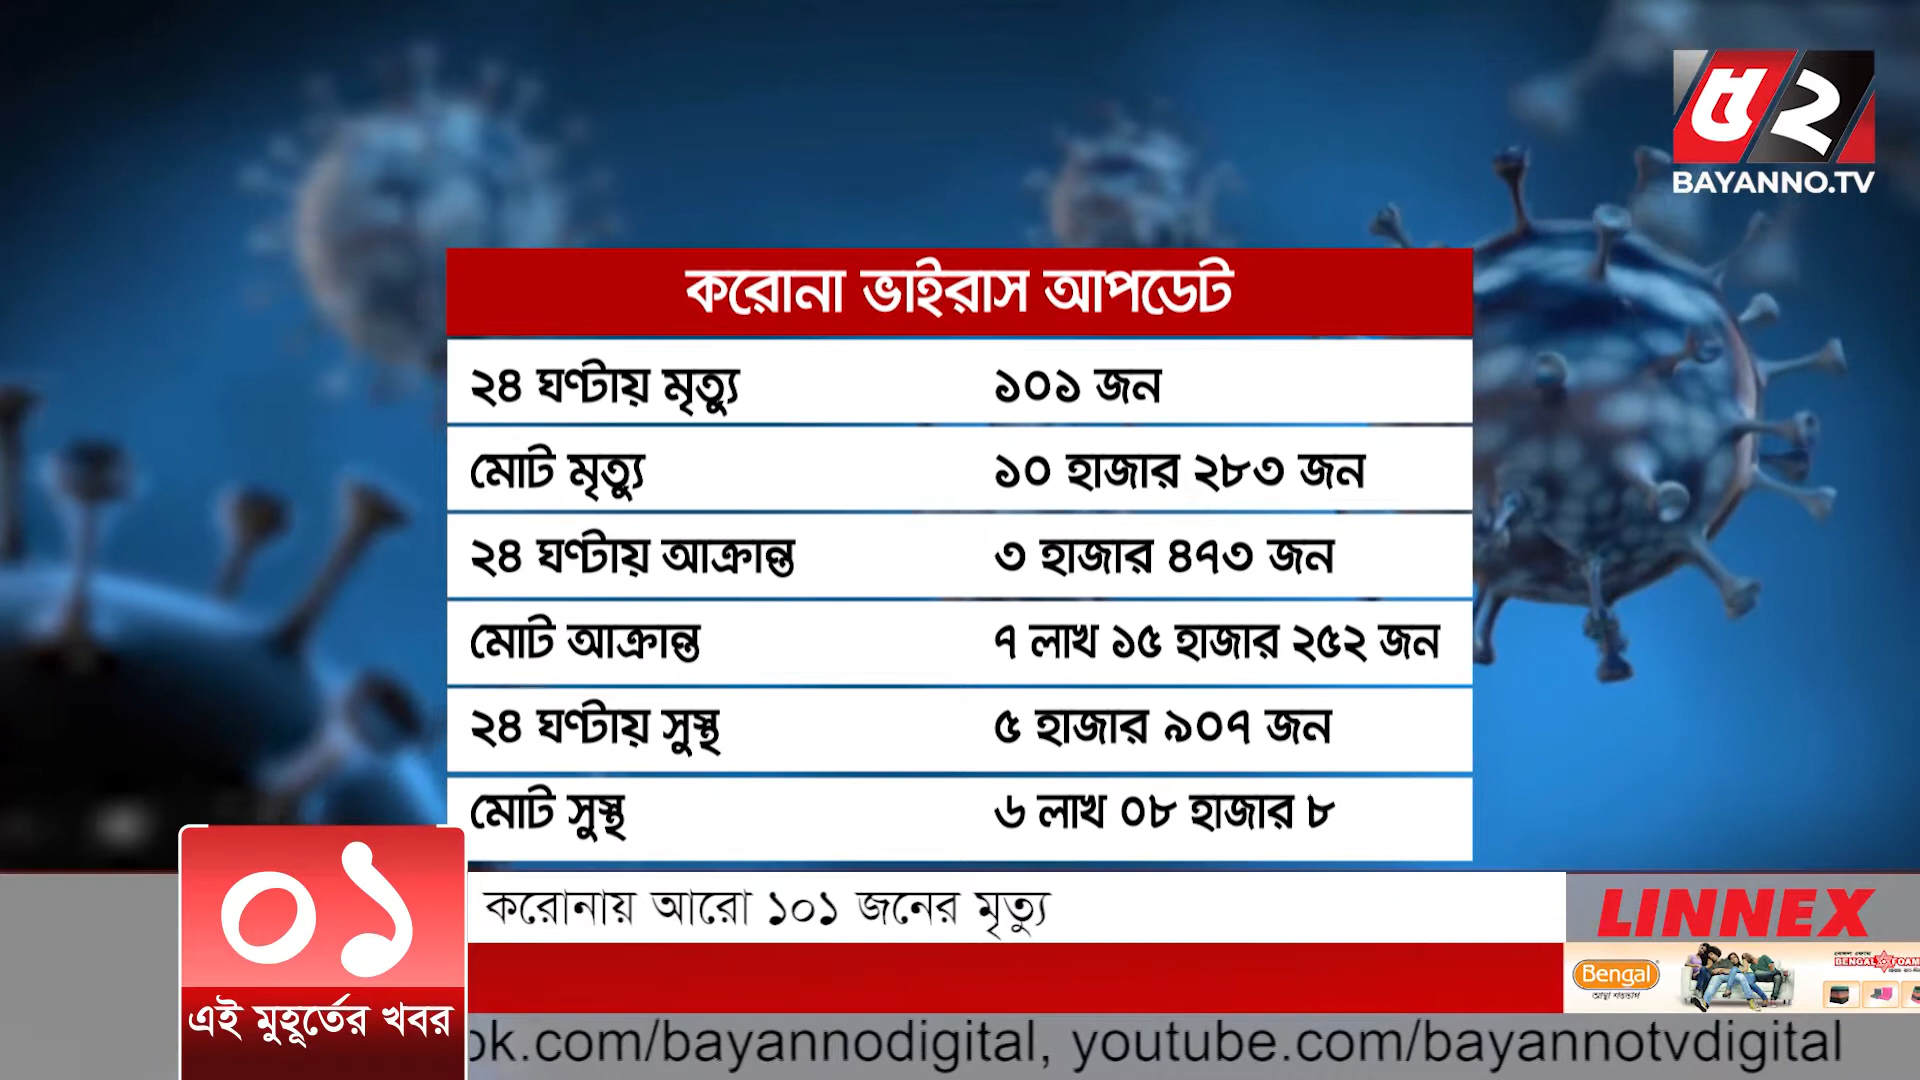 ৫২
BAYANNO.TV
করোনা ভাইরাস আপডেট
২৪ ঘণ্টায় মৃত্যু ১০১ জন
মোট মৃত্যু ১০ হাজার ২৮৩ জন
২৪ ঘণ্টায় আক্রান্ত ৩ হাজার ৪৭৩ জন
মোট আক্রান্ত ৭ লাখ ১৫ হাজার ২৫২ জন
২৪ ঘণ্টায় সুস্থ ৫ হাজার ৯০৭ জন
মোট সুস্থ ৬ লাখ ০৮ হাজার ৮
০১
এই মুহূর্তের খবর
করোনায় আরো ১০১ জনের মৃত্যু
LINNEX
Bengal
BENGAL FOAM
ok.com/bayannodigital, youtube.com/bayannotvdigital